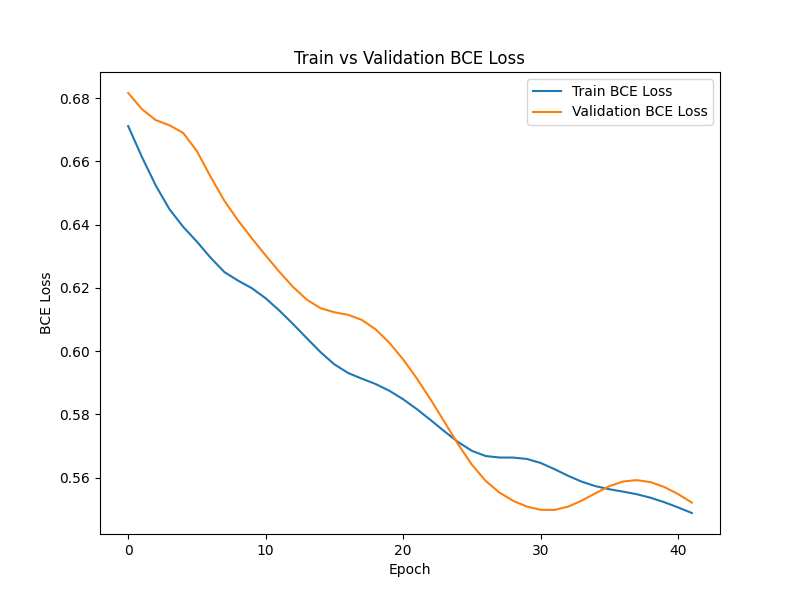 Train vs Validation BCE Loss
Train BCE Loss
Validation BCE Loss
0.68
0.66
0.64
0.62
0.60
0.58
0.56
BCE Loss
0 10 20 30 40
Epoch